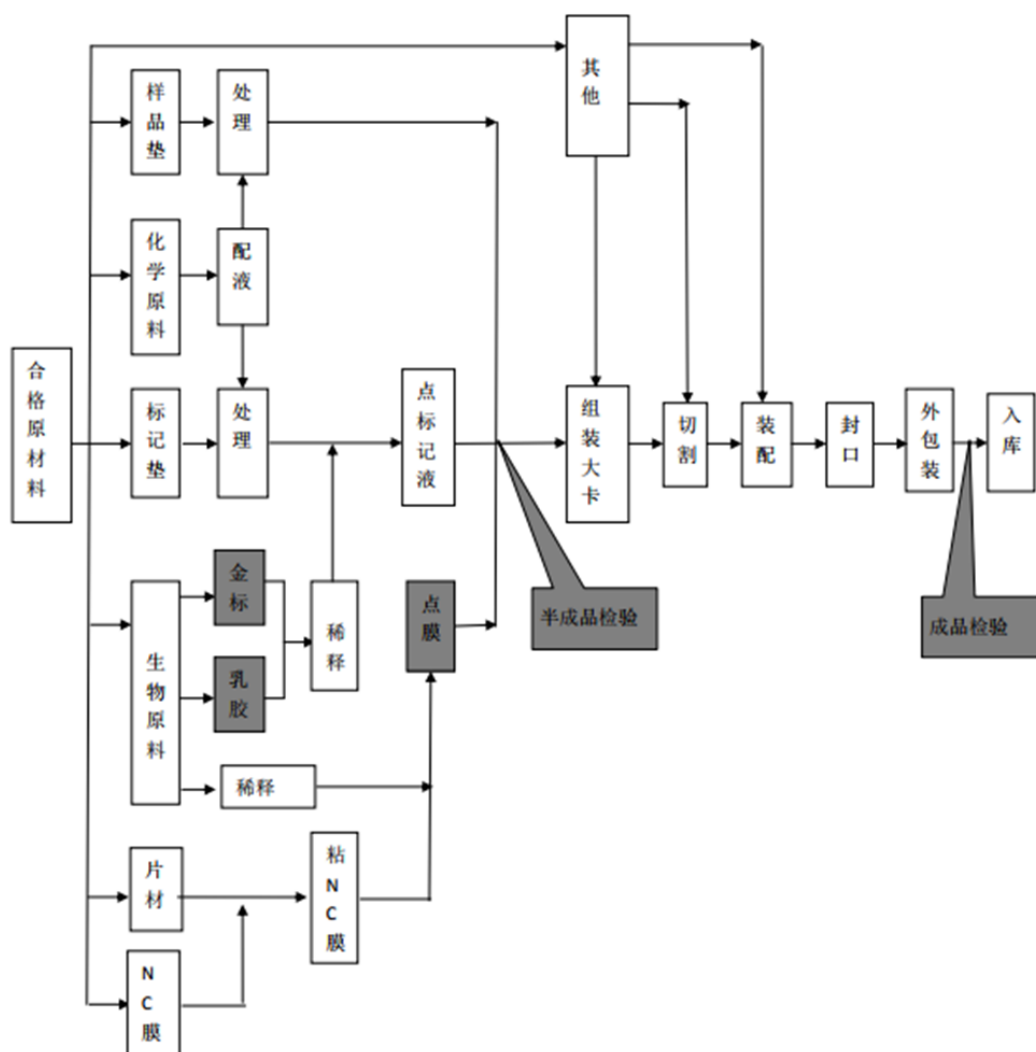 其他
样品垫
处理
化学原料
配液
合格原材料
标记垫
处理
点标记液
组装大卡
切割
装配
封口
外包装
入库
生物原料
金标
乳胶
稀释
点膜
半成品检验
成品检验
稀释
片材
粘NC膜
NC膜